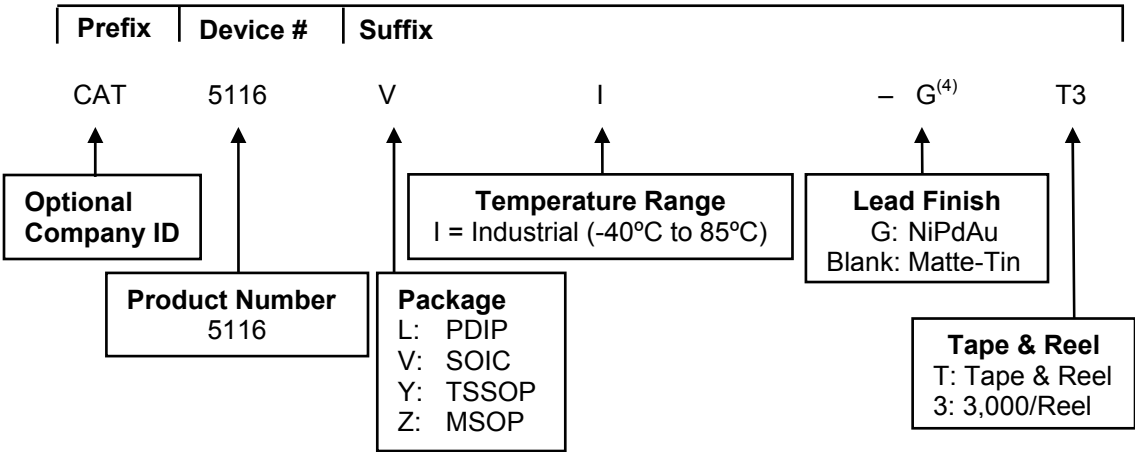 Prefix Device # Suffix
CAT 5116 V I – G(4) T3
Optional
Company ID
Temperature Range
I = Industrial (-40ºC to 85ºC)
Lead Finish
G: NiPdAu
Blank: Matte-Tin
Product Number
5116
Package
L: PDIP
V: SOIC
Y: TSSOP
Z: MSOP
Tape & Reel
T: Tape & Reel
3: 3,000/Reel